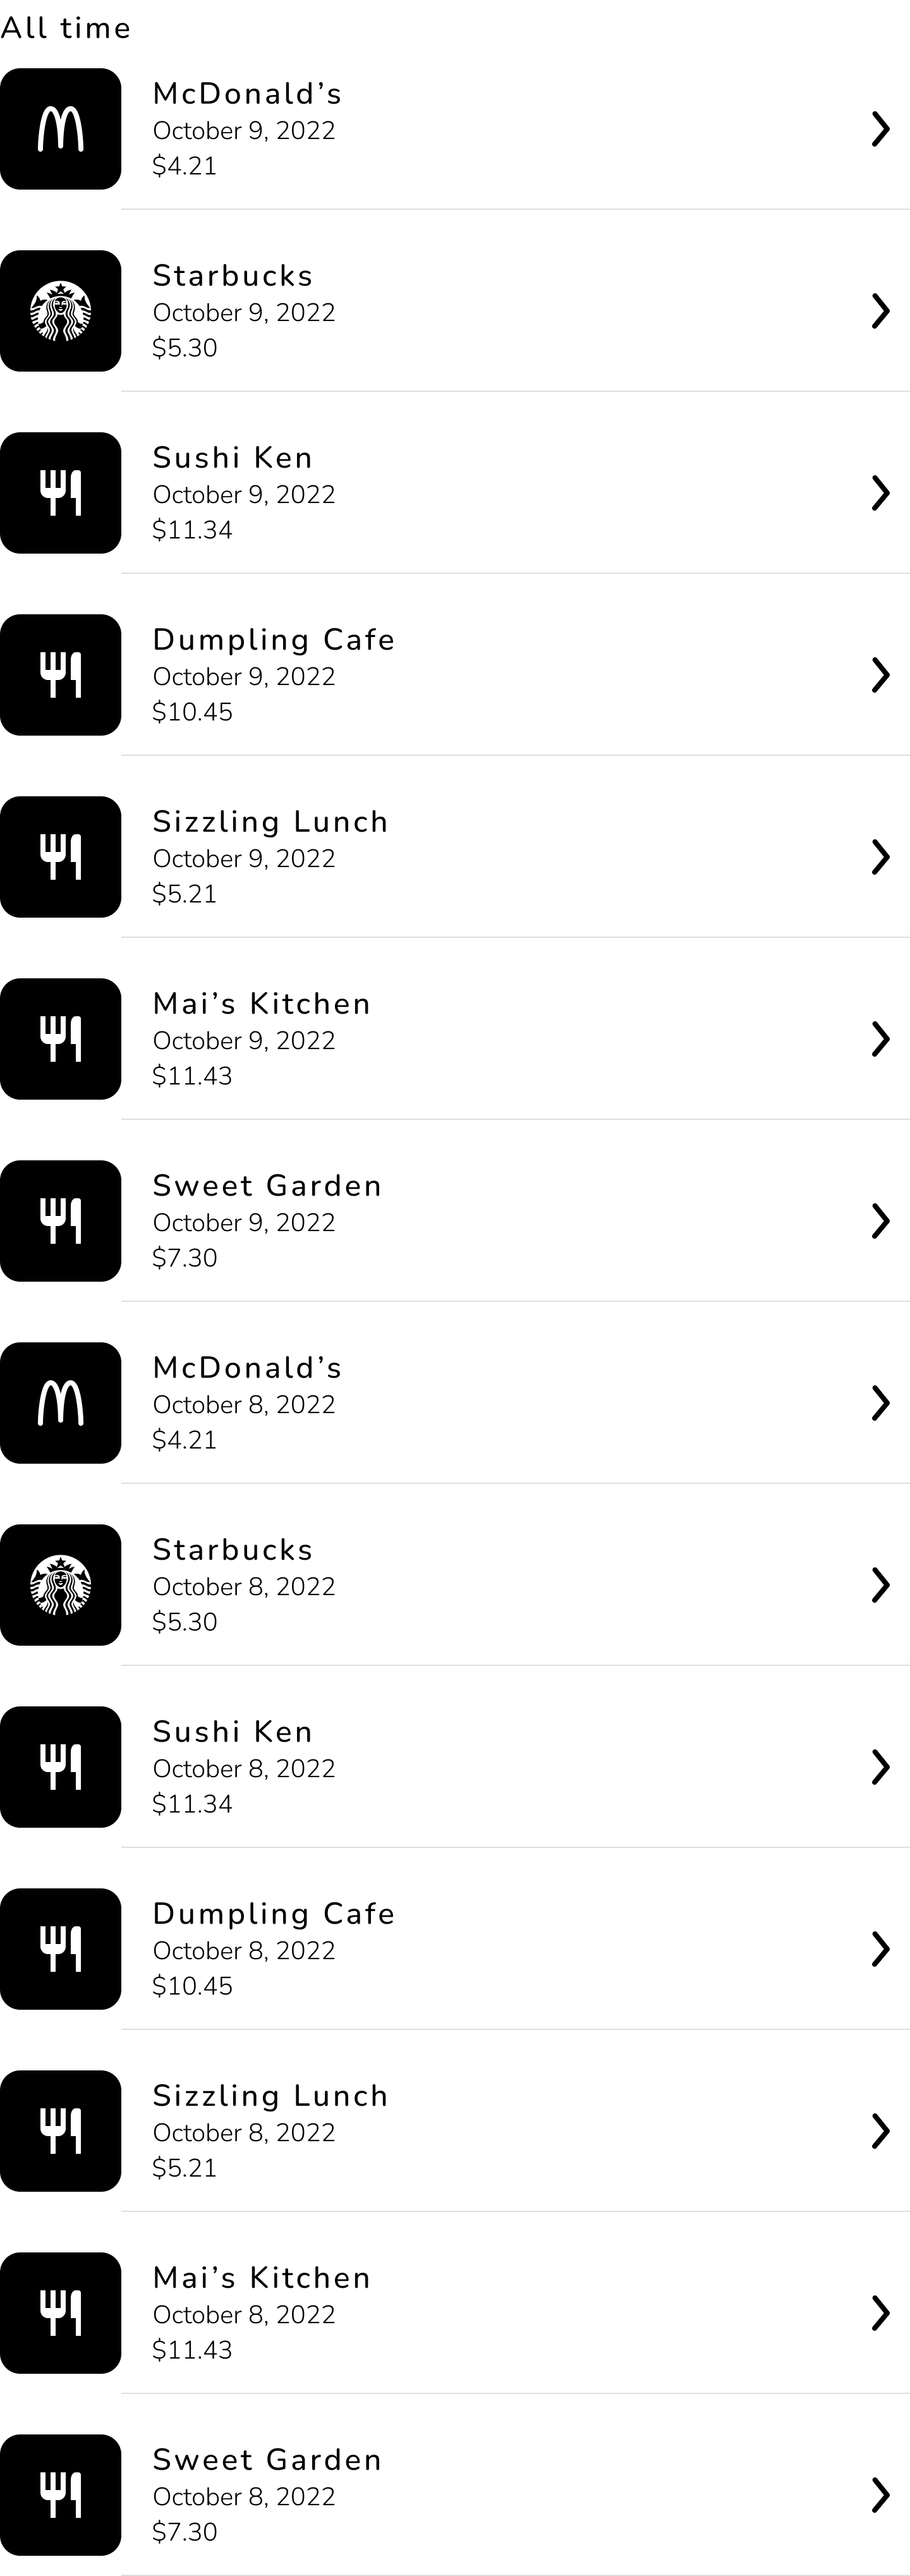 All time
McDonald’s
October 9, 2022
$4.21
Starbucks
October 9, 2022
$5.30
Sushi Ken
October 9, 2022
$11.34
Dumpling Cafe
October 9, 2022
$10.45
Sizzling Lunch
October 9, 2022
$5.21
Mai’s Kitchen
October 9, 2022
$11.43
Sweet Garden
October 9, 2022
$7.30
McDonald’s
October 8, 2022
$4.21
Starbucks
October 8, 2022
$5.30
Sushi Ken
October 8, 2022
$11.34
Dumpling Cafe
October 8, 2022
$10.45
Sizzling Lunch
October 8, 2022
$5.21
Mai’s Kitchen
October 8, 2022
$11.43
Sweet Garden
October 8, 2022
$7.30